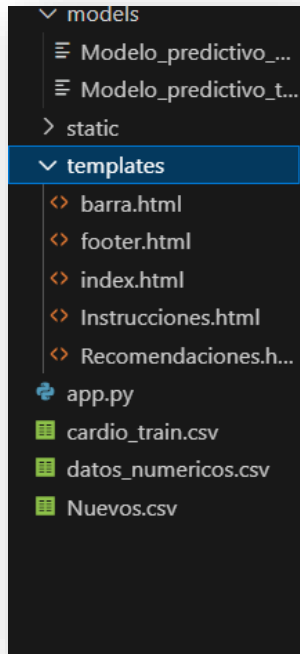 models
Modelo_predictivo_...
Modelo_predictivo_t...
static
templates
barra.html
footer.html
index.html
Instrucciones.html
Recomendaciones.h...
app.py
cardio_train.csv
datos_numericos.csv
Nuevos.csv